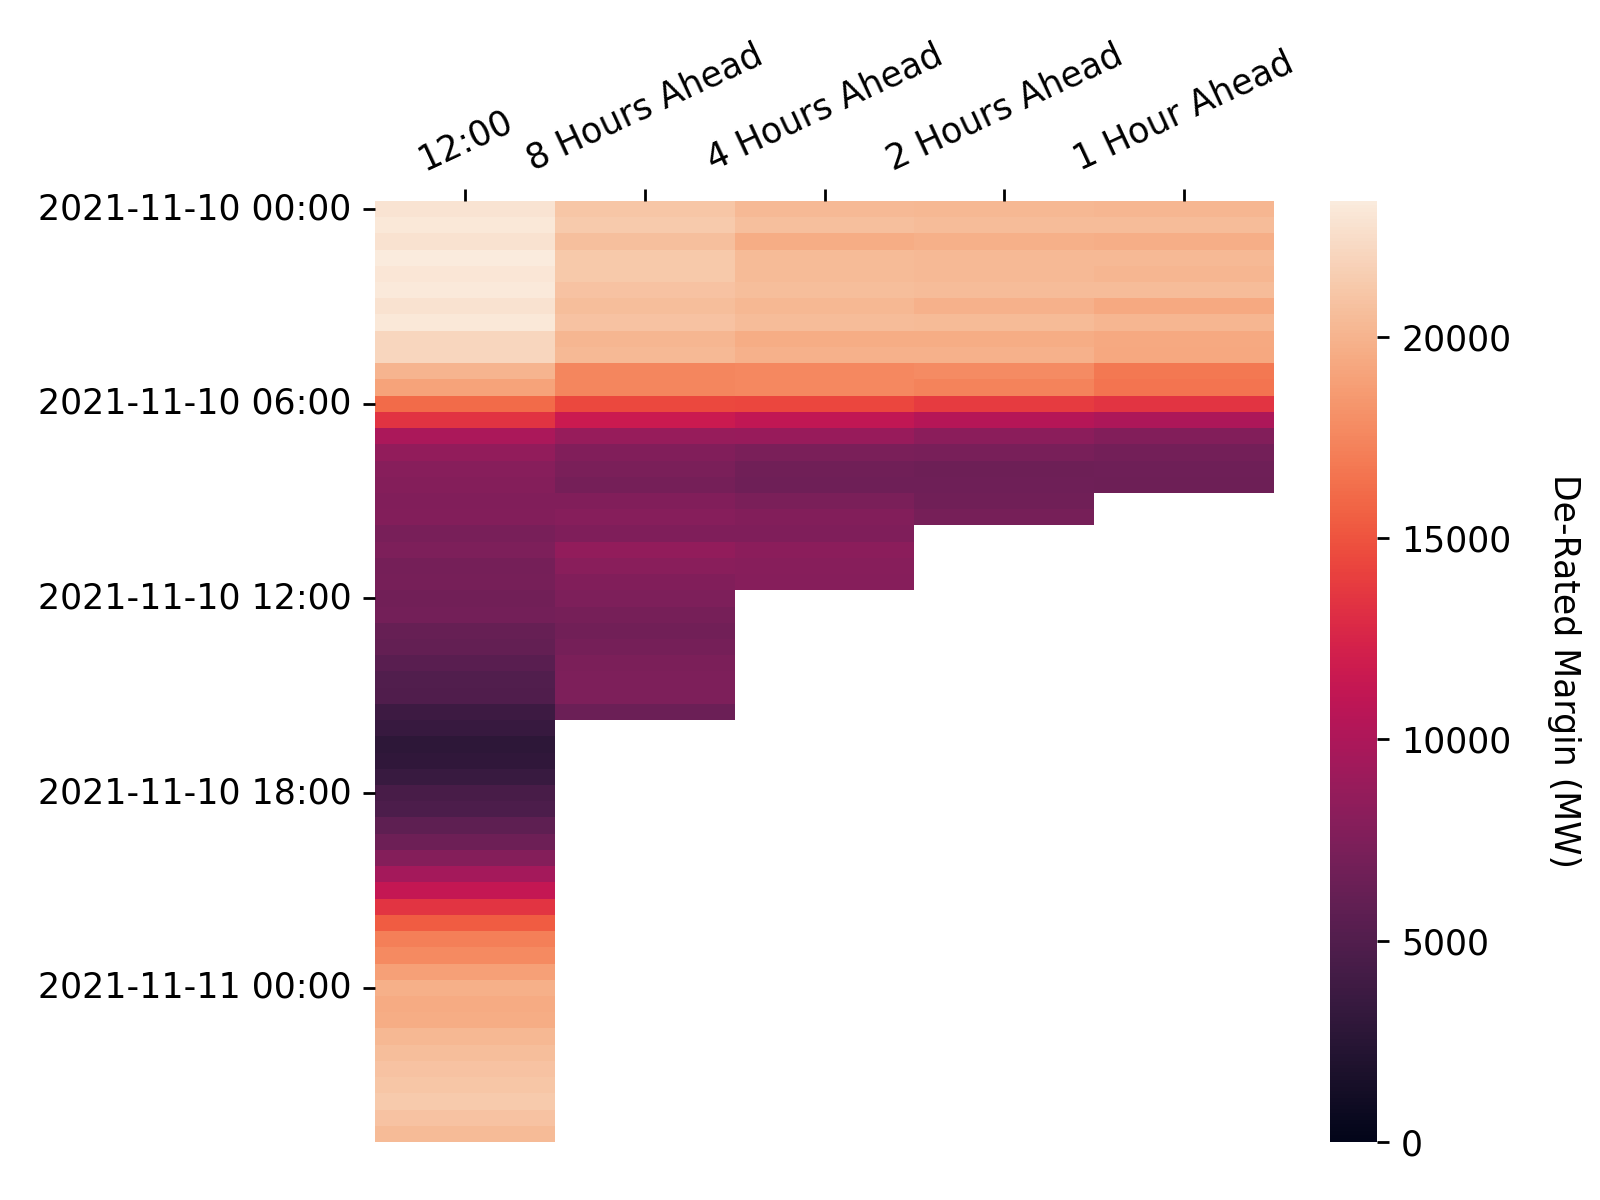 12:00
8 Hours Ahead
4 Hours Ahead
2 Hours Ahead
1 Hour Ahead
2021-11-10 00:00
2021-11-10 06:00
2021-11-10 12:00
2021-11-10 18:00
2021-11-11 00:00
20000
15000
10000
5000
0
De-Rated Margin (MW)